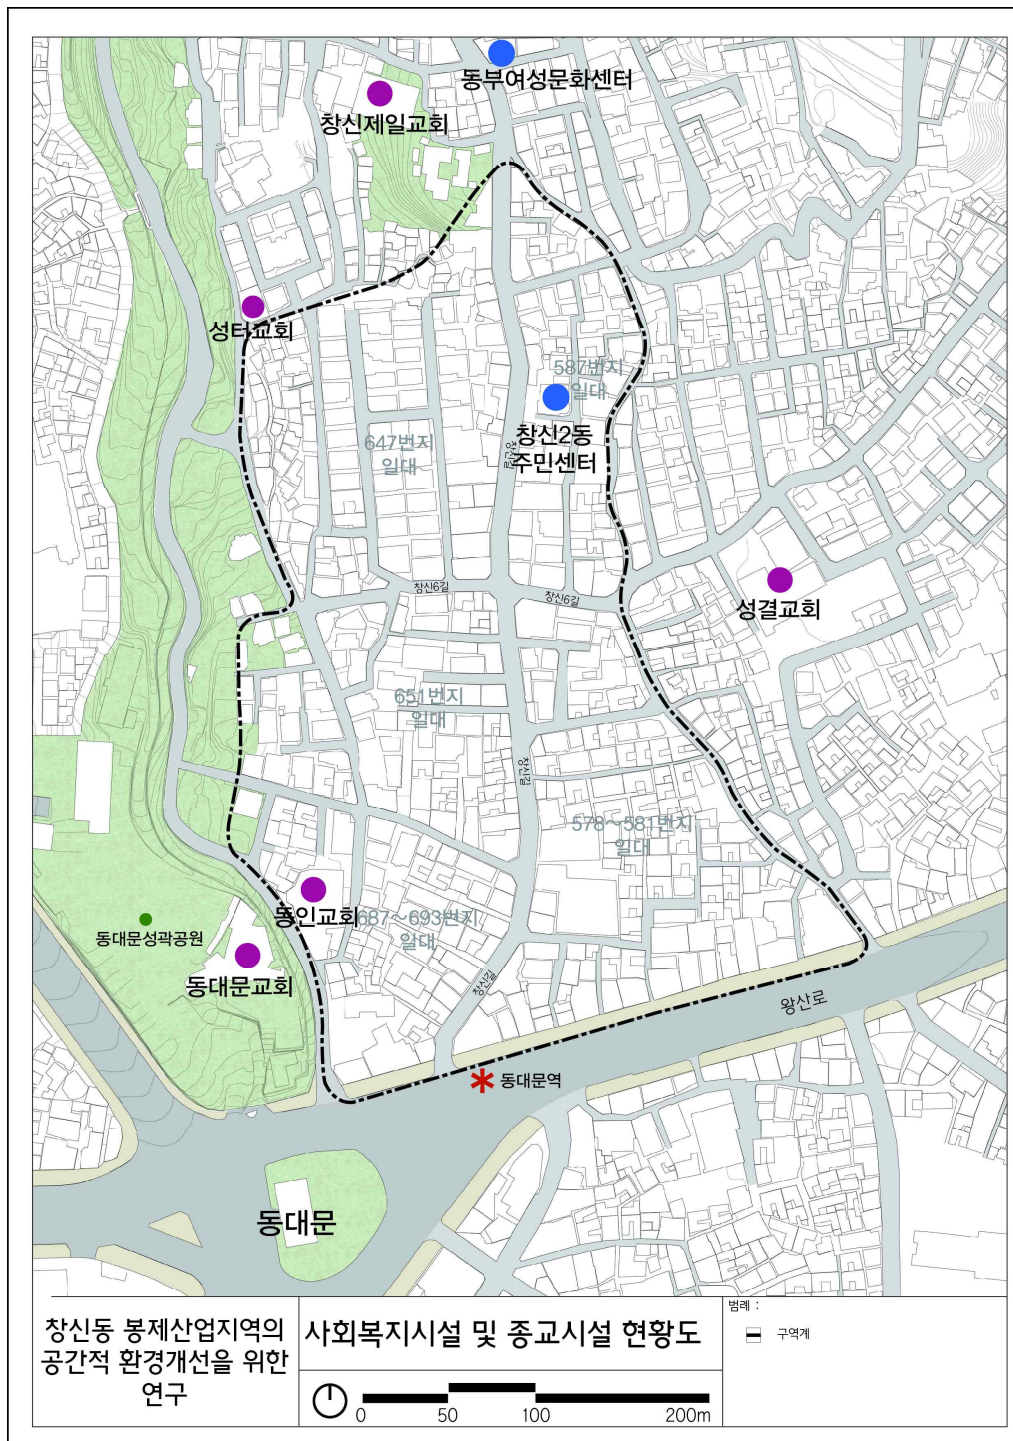 동부여성문화센터
창신제일교회
성터교회
587번지
일대
창신2동
주민센터
647번지
일대
창신길
창신6길
창신6길
성결교회
651번지
일대
창신길
578~581번지
일대
동인교회
687~693번지
일대
동대문성곽공원
동대문교회
창신길
왕산로
동대문역
동대문
창신동 봉제산업지역의
공간적 환경개선을 위한
연구
사회복지시설 및 종교시설 현황도
0 50 100 200m
범례 :
구역계